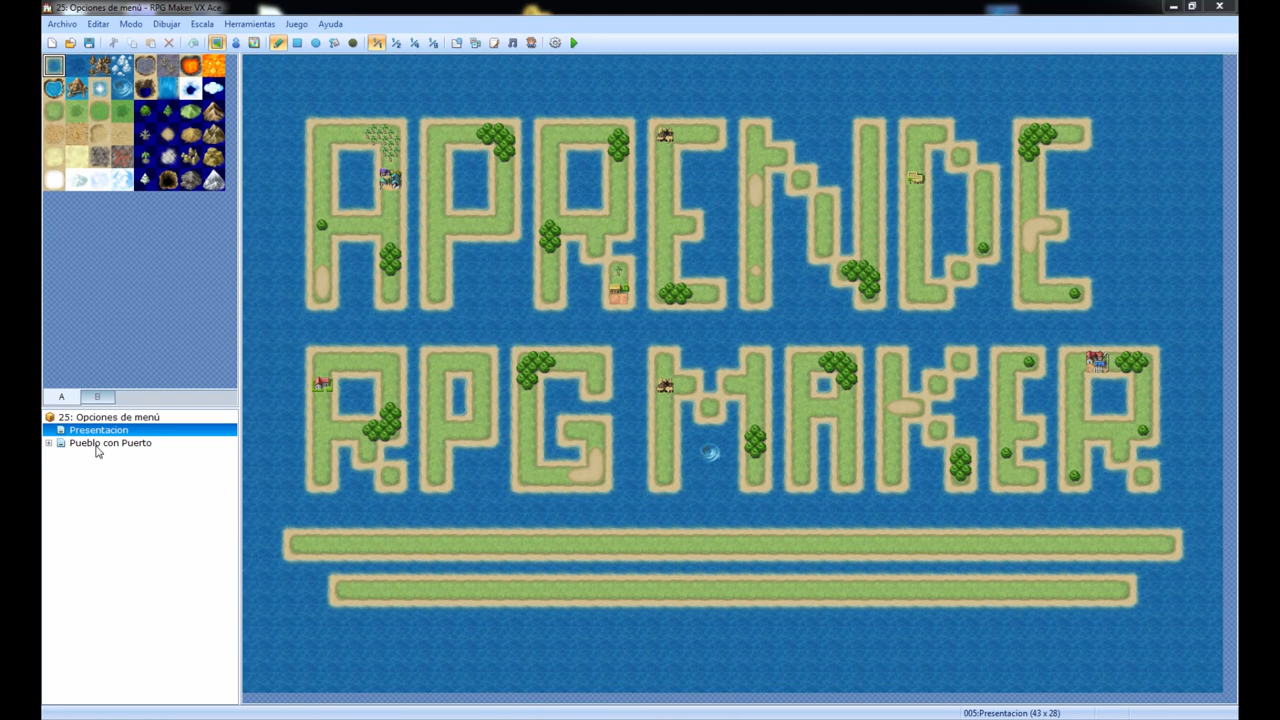 25: Opciones de menú - RPG Maker VX Ace
Archivo Editar Modo Dibujar Escala Herramientas Juego Ayuda
APRENDE
RPG MAKER
A B
25: Opciones de menú
Presentacion
Pueblo con Puerto
005:Presentacion (43 x 28)